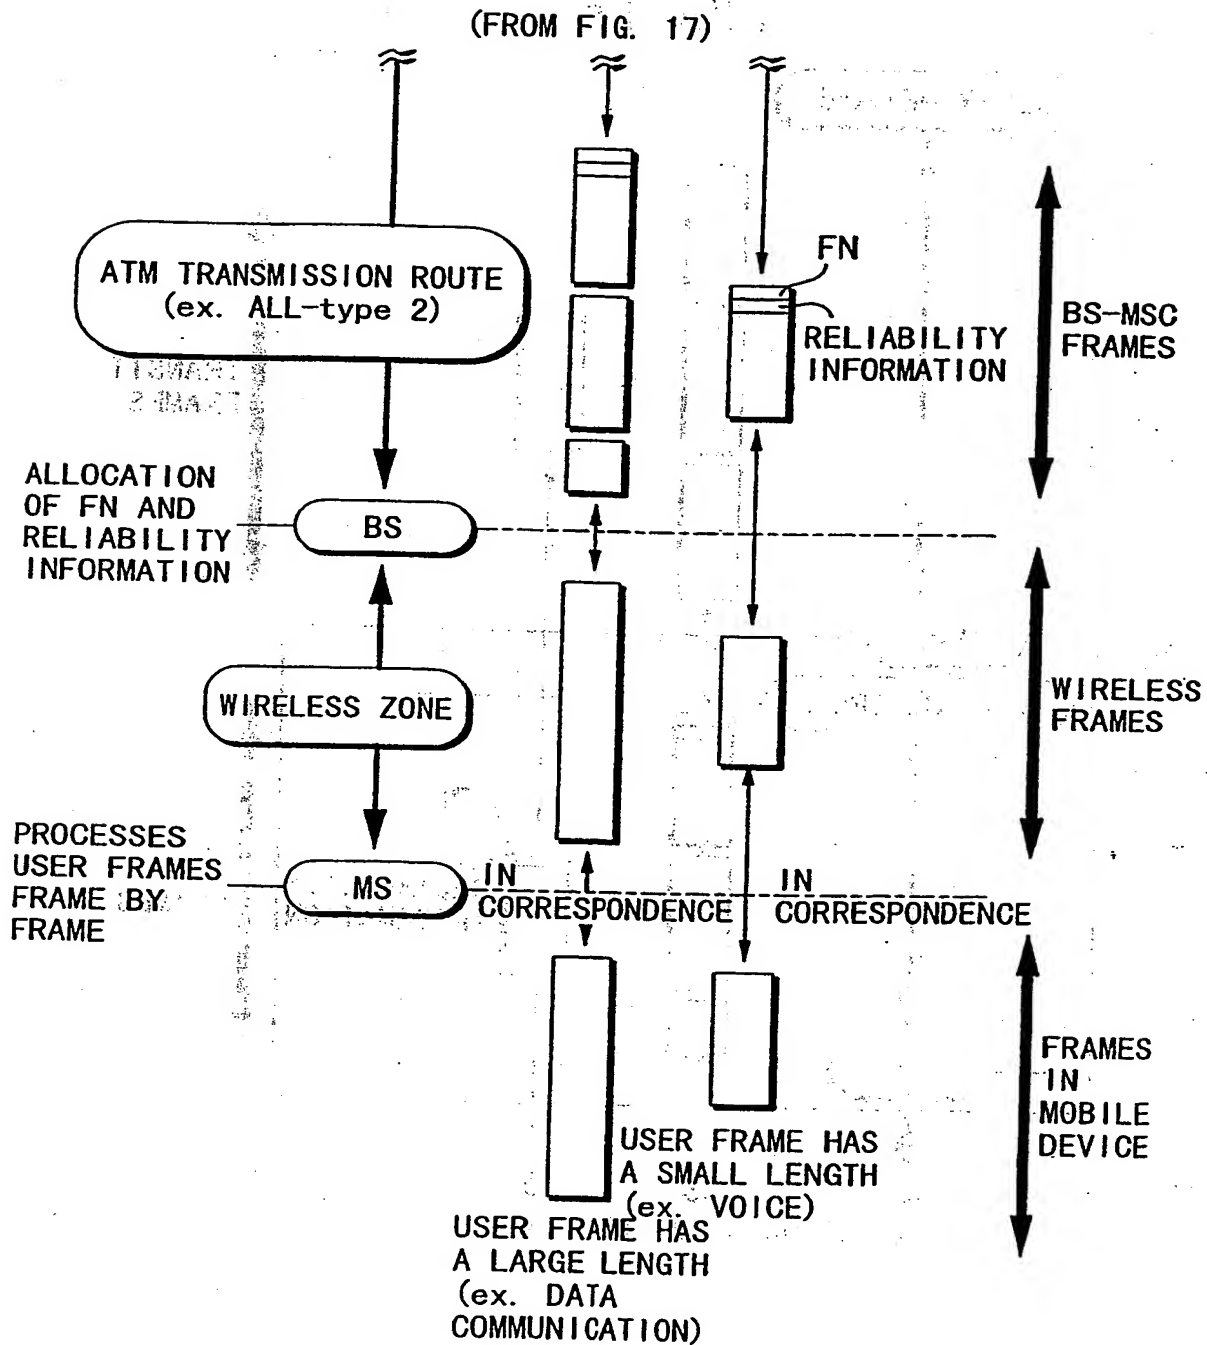 (FROM FIG. 17)
ATM TRANSMISSION ROUTE
(ex. ALL-type 2)
FN
RELIABILITY
INFORMATION
BS-MSC
FRAMES
ALLOCATION
OF FN AND
RELIABILITY
INFORMATION
BS
WIRELESS ZONE
WIRELESS
FRAMES
PROCESSES
USER FRAMES
FRAME BY
FRAME
MS
IN
CORRESPONDENCE
IN
CORRESPONDENCE
FRAMES
IN
MOBILE
DEVICE
USER FRAME HAS
A SMALL LENGTH
(ex. VOICE)
USER FRAME HAS
A LARGE LENGTH
(ex. DATA
COMMUNICATION)